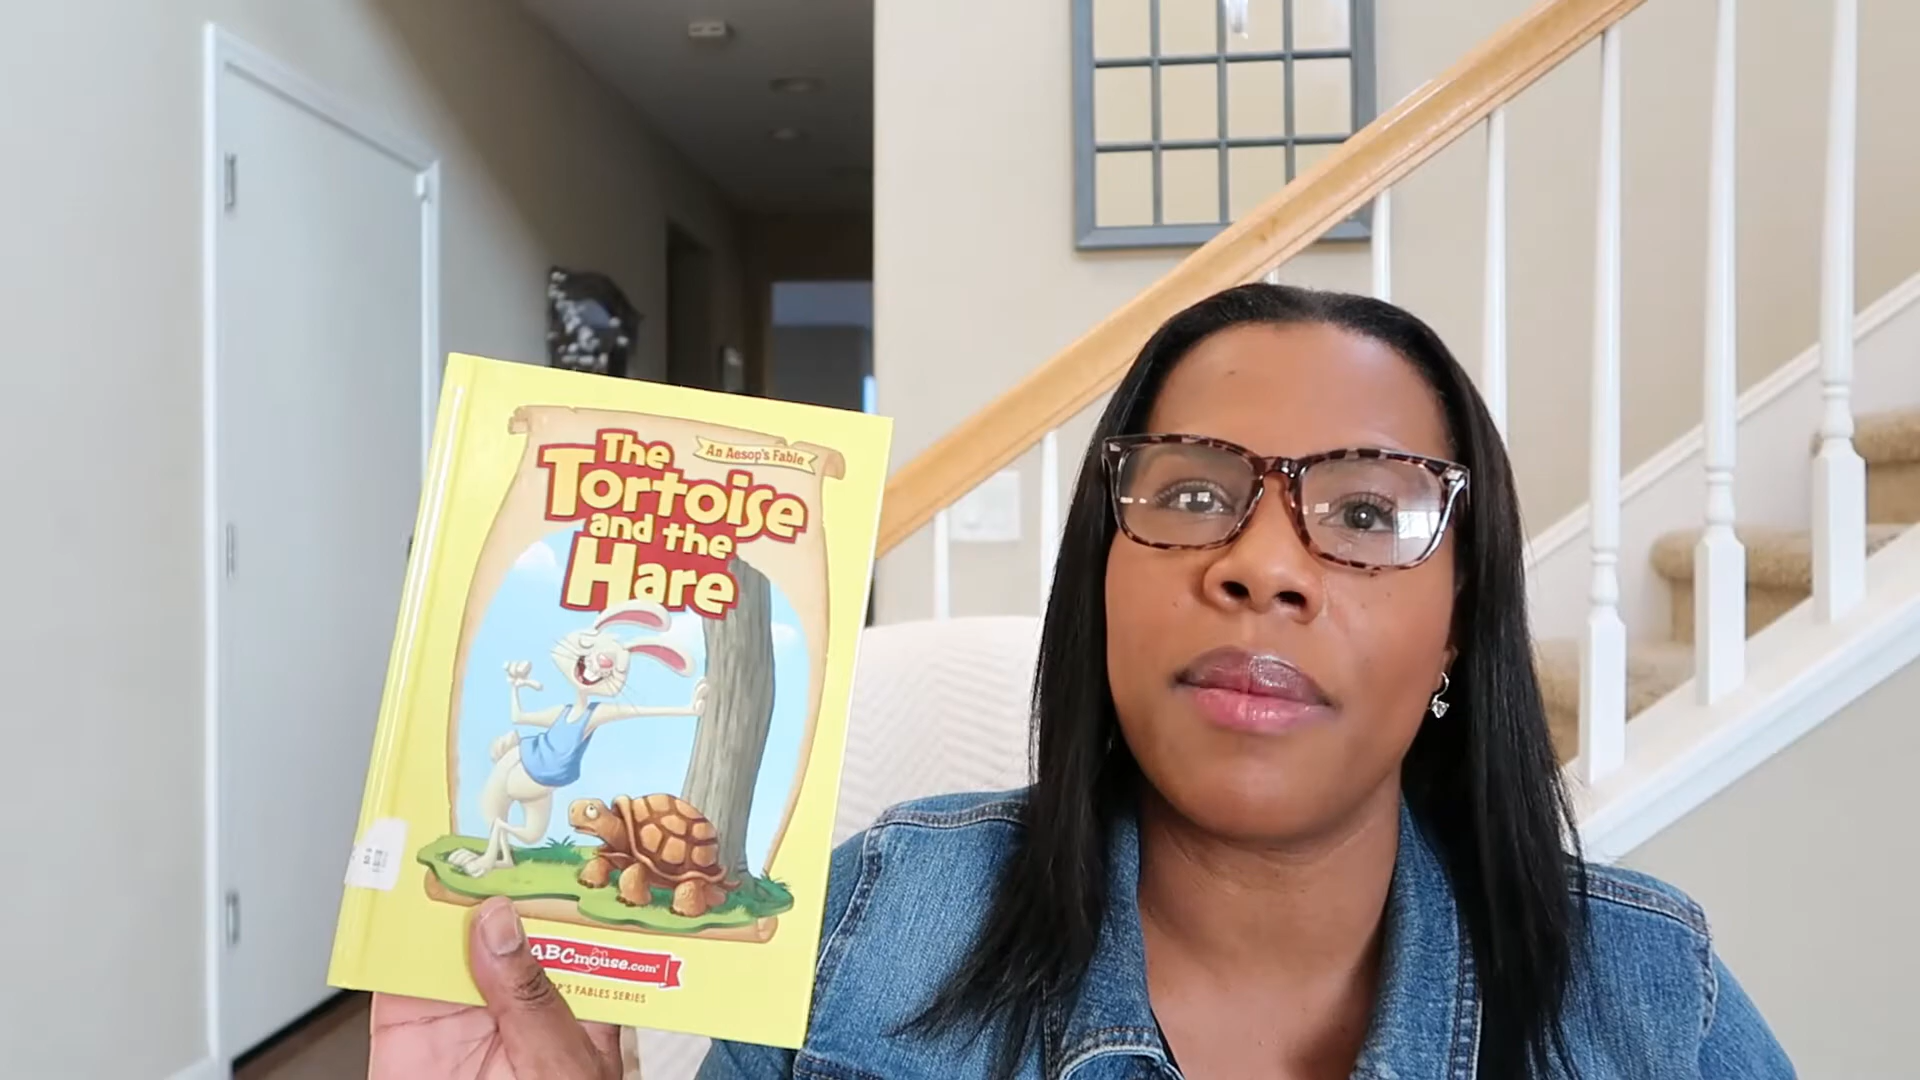 An Aesop's Fable
The
Tortoise
and the
Hare
ABCmouse.com®
P'S FABLES SERIES